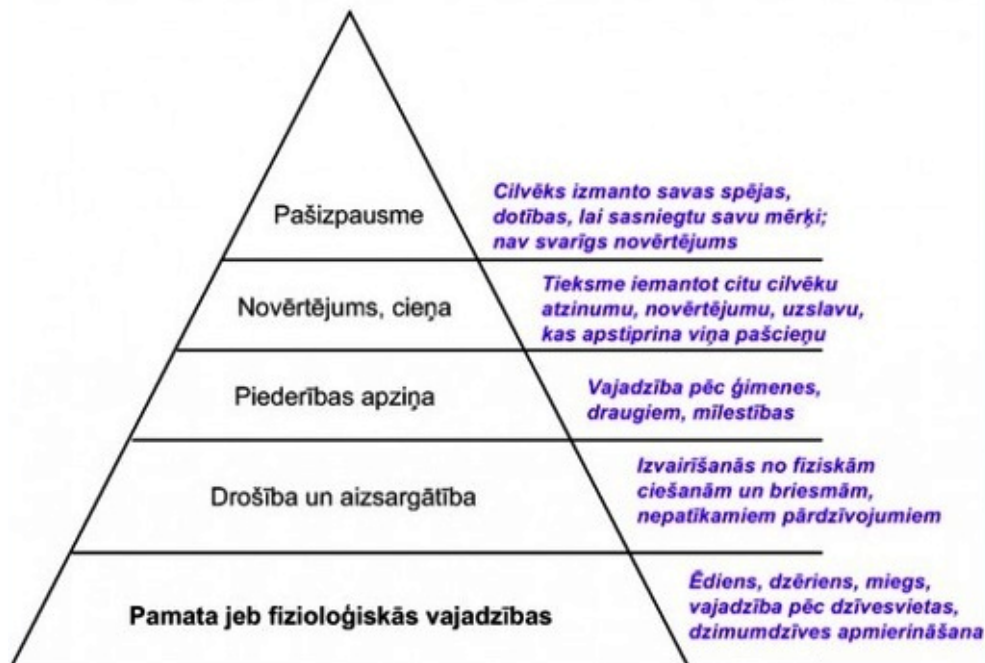 Pašizpausme
Cilvēks izmanto savas spējas,
dotības, lai sasniegtu savu mērķi;
nav svarīgs novērtējums
Novērtējums, cieņa
Tieksme iemantot citu cilvēku
atzinumu, novērtējumu, uzslavu,
kas apstiprina viņa pašcieņu
Piederības apziņa
Vajadzība pēc ģimenes,
draugiem, mīlestības
Drošība un aizsargātība
Izvairīšanās no fiziskām
ciešanām un briesmām,
nepatīkamiem pārdzīvojumiem
Pamata jeb fizioloģiskās vajadzības
Ēdiens, dzēriens, miegs,
vajadzība pēc dzīvesvietas,
dzimumdzīves apmierināšana